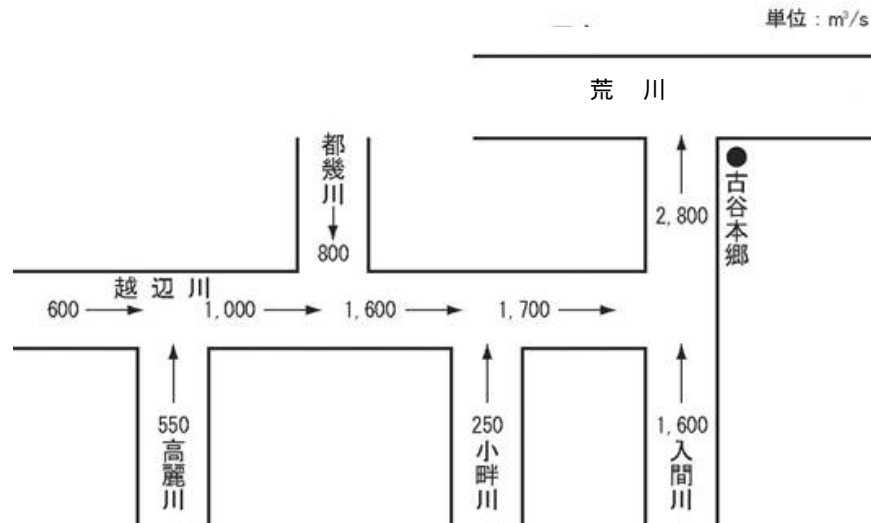 単位：m³/s
荒 川
都幾川
800
2,800
古谷本郷
越辺川
600
1,000
1,600
1,700
550
高麗川
250
小畔川
1,600
入間川